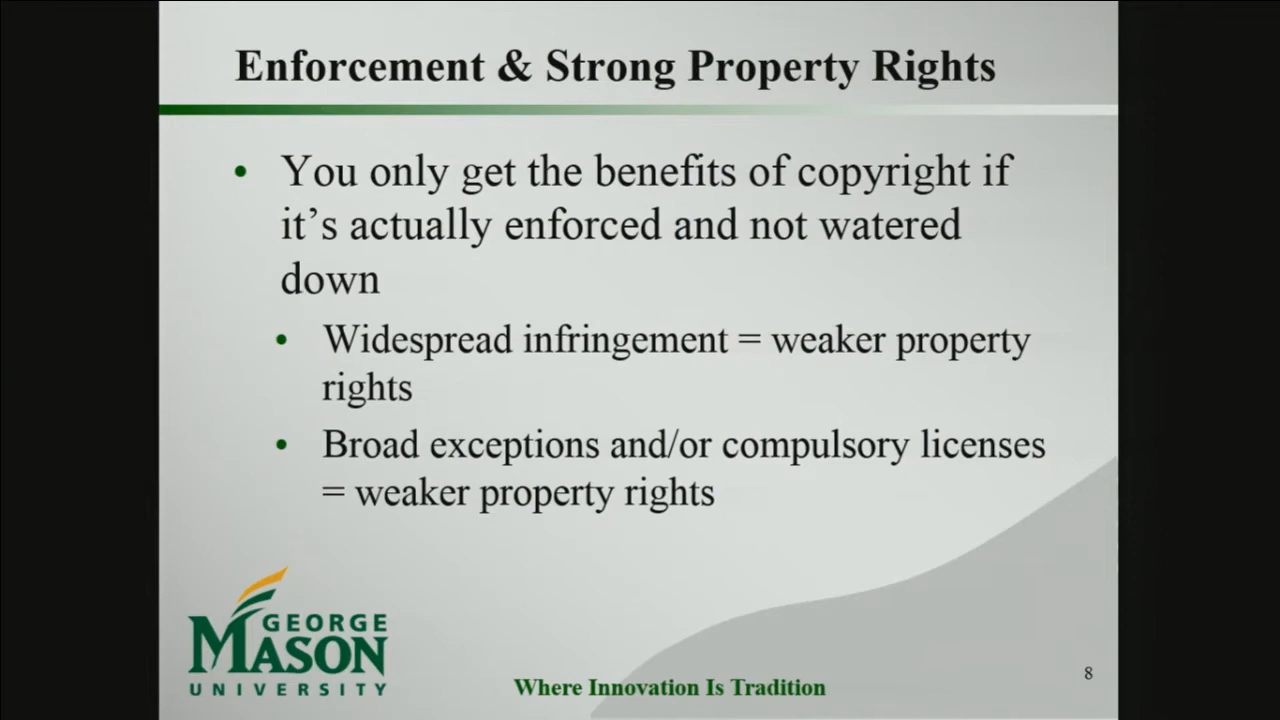 Enforcement & Strong Property Rights
• You only get the benefits of copyright if
it’s actually enforced and not watered
down
• Widespread infringement = weaker property
rights
• Broad exceptions and/or compulsory licenses
= weaker property rights
GEORGE
MASON
UNIVERSITY
Where Innovation Is Tradition
8